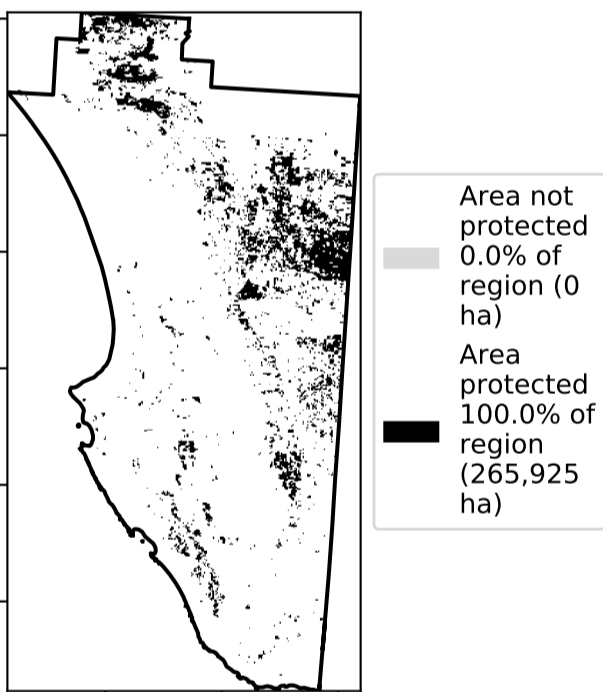 Area not
protected
0.0% of
region (0
ha)
Area
protected
100.0% of
region
(265,925
ha)